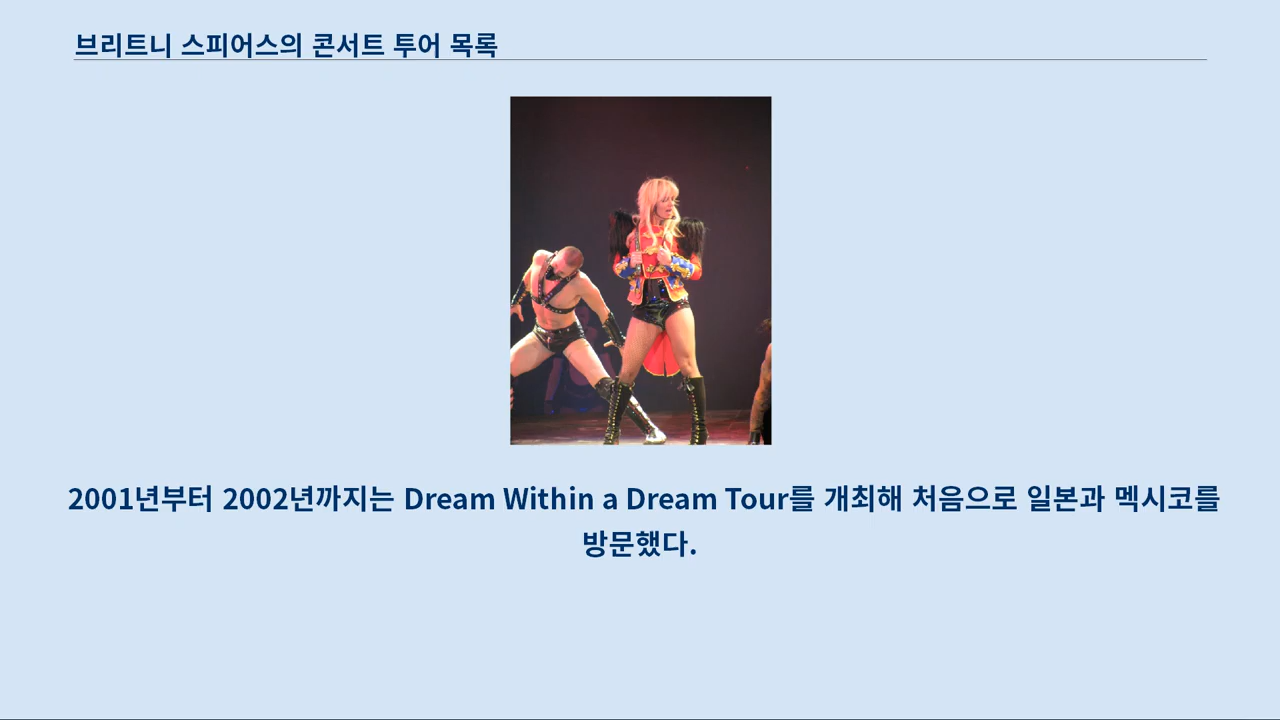 브리트니 스피어스의 콘서트 투어 목록
2001년부터 2002년까지는 Dream Within a Dream Tour를 개최해 처음으로 일본과 멕시코를
방문했다.